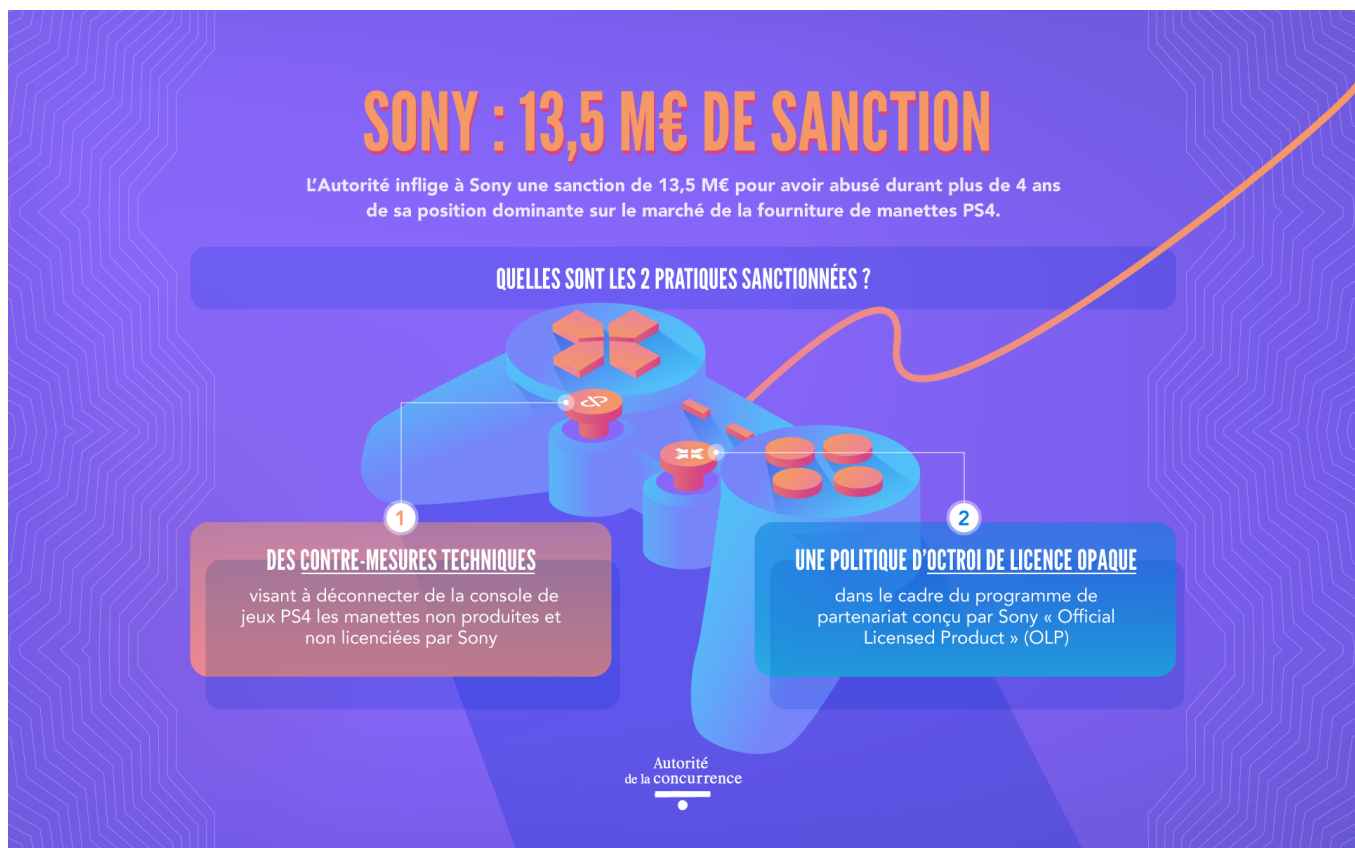 SONY : 13,5 M€ DE SANCTION
L'Autorité inflige à Sony une sanction de 13,5 M€ pour avoir abusé durant plus de 4 ans
de sa position dominante sur le marché de la fourniture de manettes PS4.
QUELLES SONT LES 2 PRATIQUES SANCTIONNÉES ?
1
DES CONTRE-MESURES TECHNIQUES
visant à déconnecter de la console de
jeux PS4 les manettes non produites et
non licenciées par Sony
2
UNE POLITIQUE D'OCTROI DE LICENCE OPAQUE
dans le cadre du programme de
partenariat conçu par Sony « Official
Licensed Product » (OLP)
Autorité
de la concurrence